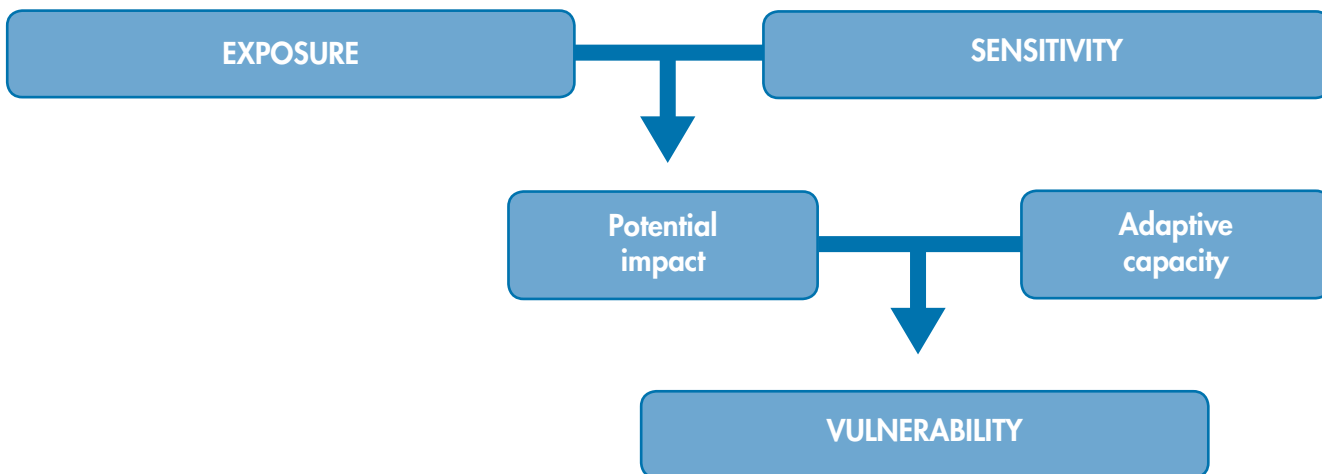 EXPOSURE
SENSITIVITY
Potential
impact
Adaptive
capacity
VULNERABILITY